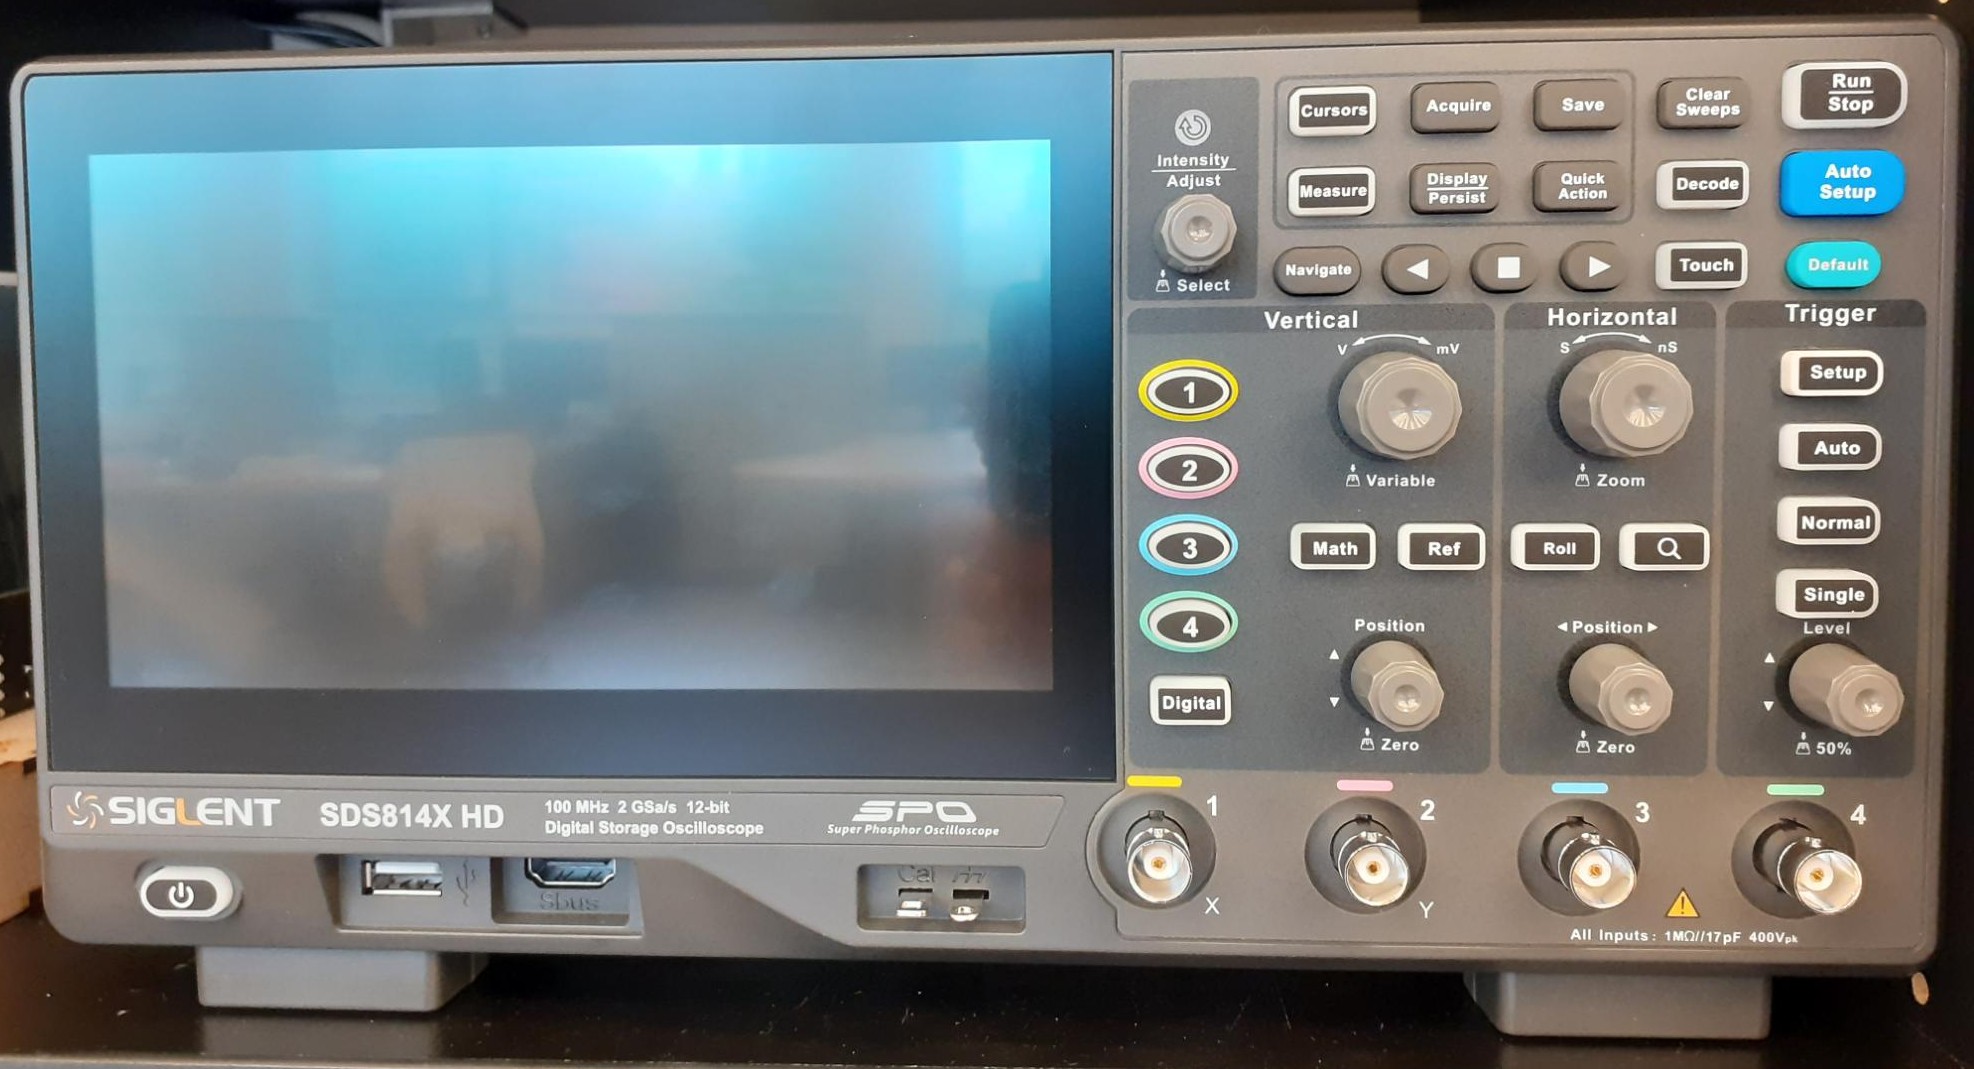 Intensity
Adjust
Select
Cursors
Acquire
Save
Clear
Sweeps
Run
Stop
Measure
Display
Persist
Quick
Action
Decode
Auto
Setup
Navigate
Touch
Default
Vertical
V
mV
Variable
1
2
3
4
Digital
Math
Ref
Position
Zero
Horizontal
S
nS
Zoom
Roll
Position
Zero
Trigger
Setup
Auto
Normal
Single
Level
50%
SIGLENT
SDS814X HD
100 MHz 2 GSa/s 12-bit
Digital Storage Oscilloscope
SPO
Super Phosphor Oscilloscope
Sbus
Cal
1
X
2
Y
3
4
All Inputs: 1MΩ//17pF 400Vpk